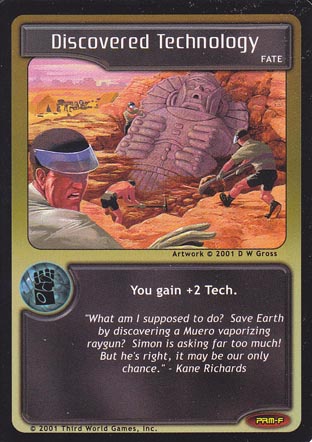 Discovered Technology
FATE
Artwork © 2001 D W Gross
You gain +2 Tech.
"What am I supposed to do?  Save Earth
by discovering a Muero vaporizing
raygun?  Simon is asking far too much!
But he's right, it may be our only
chance." - Kane Richards
© 2001 Third World Games, Inc.
PRM-F